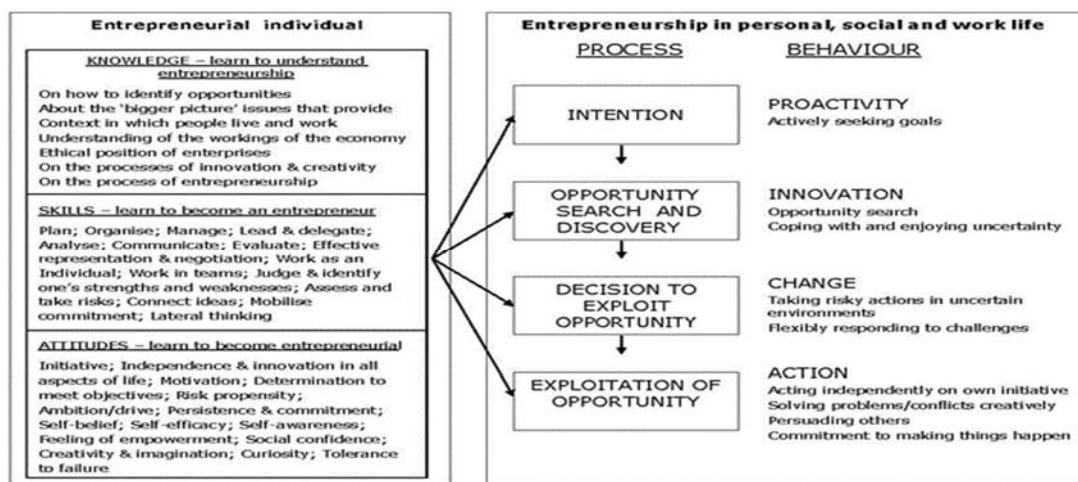 Entrepreneurial individual
KNOWLEDGE – learn to understand
entrepreneurship
On how to identify opportunities
About the 'bigger picture' issues that provide
Context in which people live and work
Understanding of the workings of the economy
Ethical position of enterprises
On the processes of innovation & creativity
On the process of entrepreneurship
SKILLS – learn to become an entrepreneur
Plan; Organise; Manage; Lead & delegate;
Analyse; Communicate; Evaluate; Effective
representation & negotiation; Work as an
Individual; Work in teams; Judge & identify
one's strengths and weaknesses; Assess and
take risks; Connect ideas; Mobilise
commitment; Lateral thinking
ATTITUDES – learn to become entrepreneurial
Initiative; Independence & innovation in all
aspects of life; Motivation; Determination to
meet objectives; Risk propensity;
Ambition/drive; Persistence & commitment;
Self-belief; Self-efficacy; Self-awareness;
Feeling of empowerment; Social confidence;
Creativity & imagination; Curiosity; Tolerance
to failure
Entrepreneurship in personal, social and work life
PROCESS
BEHAVIOUR
INTENTION
PROACTIVITY
Actively seeking goals
OPPORTUNITY
SEARCH AND
DISCOVERY
INNOVATION
Opportunity search
Coping with and enjoying uncertainty
DECISION TO
EXPLOIT
OPPORTUNITY
CHANGE
Taking risky actions in uncertain
environments
Flexibly responding to challenges
EXPLOITATION OF
OPPORTUNITY
ACTION
Acting independently on own initiative
Solving problems/conflicts creatively
Persuading others
Commitment to making things happen